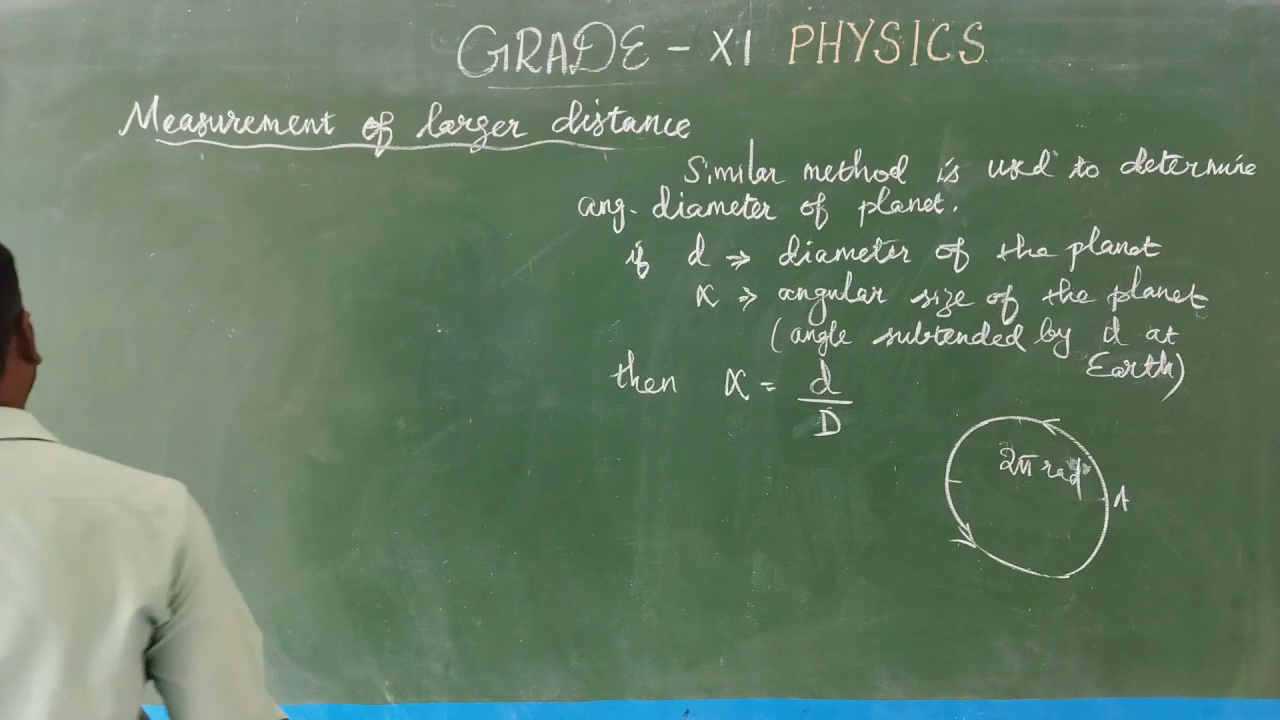 GRADE - XI PHYSICS
Measurement of larger distance
Similar method is used to determine
ang. diameter of planet.
if d ⇒ diameter of the planet
α ⇒ angular size of the planet
(angle subtended by d at
Earth)
then α = d/D
2π rad
A